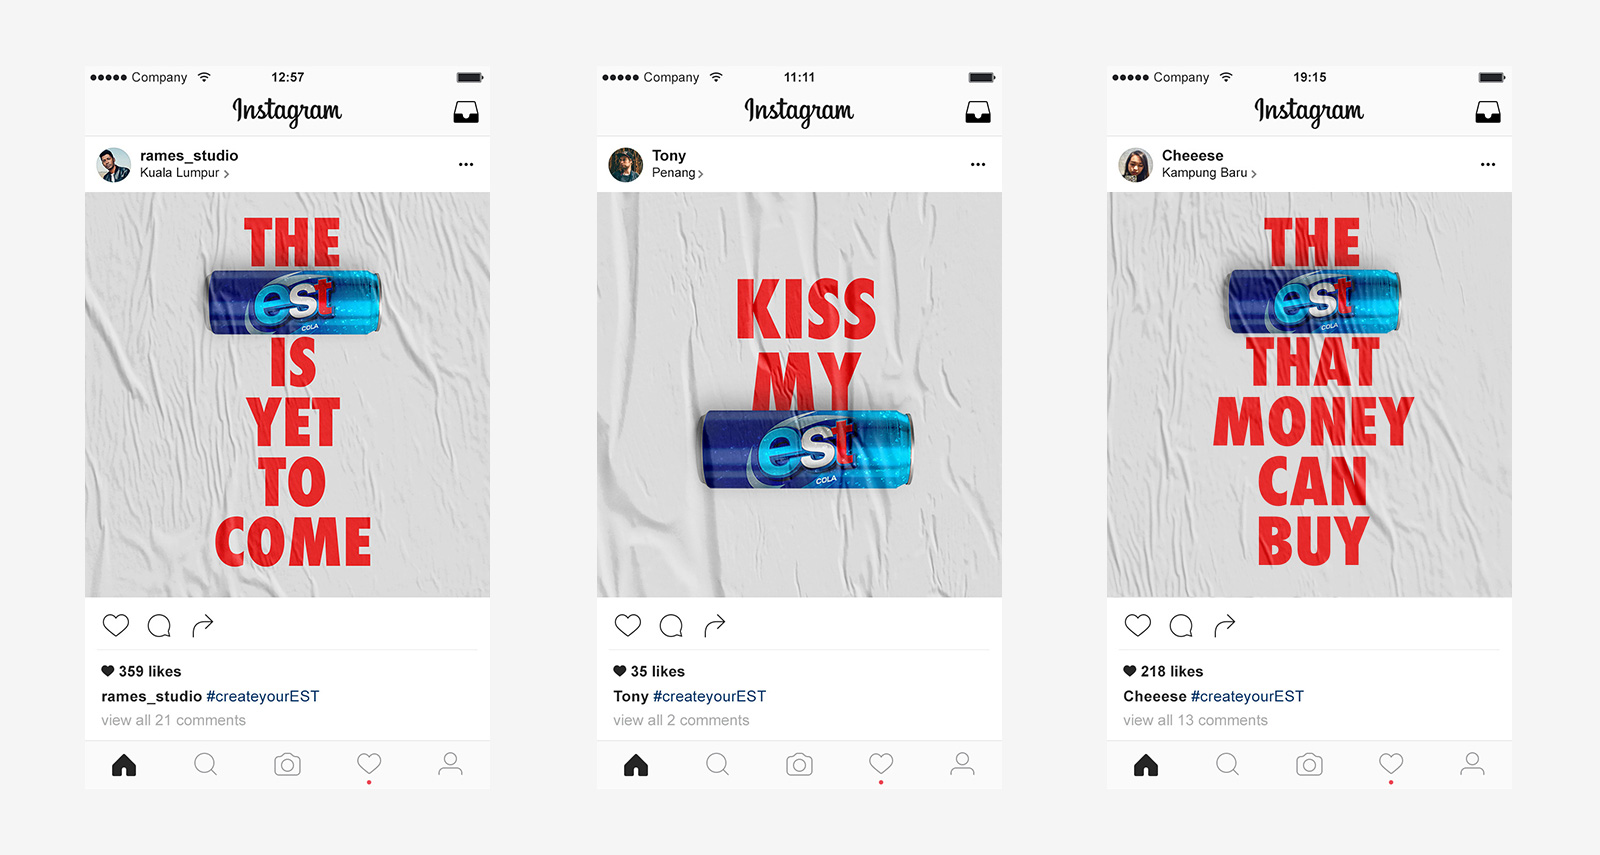 Company 12:57
Instagram
rames_studio
Kuala Lumpur
THE
est
COLA
IS
YET
TO
COME
359 likes
rames_studio #createyourEST
view all 21 comments
Company 11:11
Instagram
Tony
Penang
KISS
MY
est
COLA
35 likes
Tony #createyourEST
view all 2 comments
Company 19:15
Instagram
Cheeese
Kampung Baru
THE
est
COLA
THAT
MONEY
CAN
BUY
218 likes
Cheeese #createyourEST
view all 13 comments